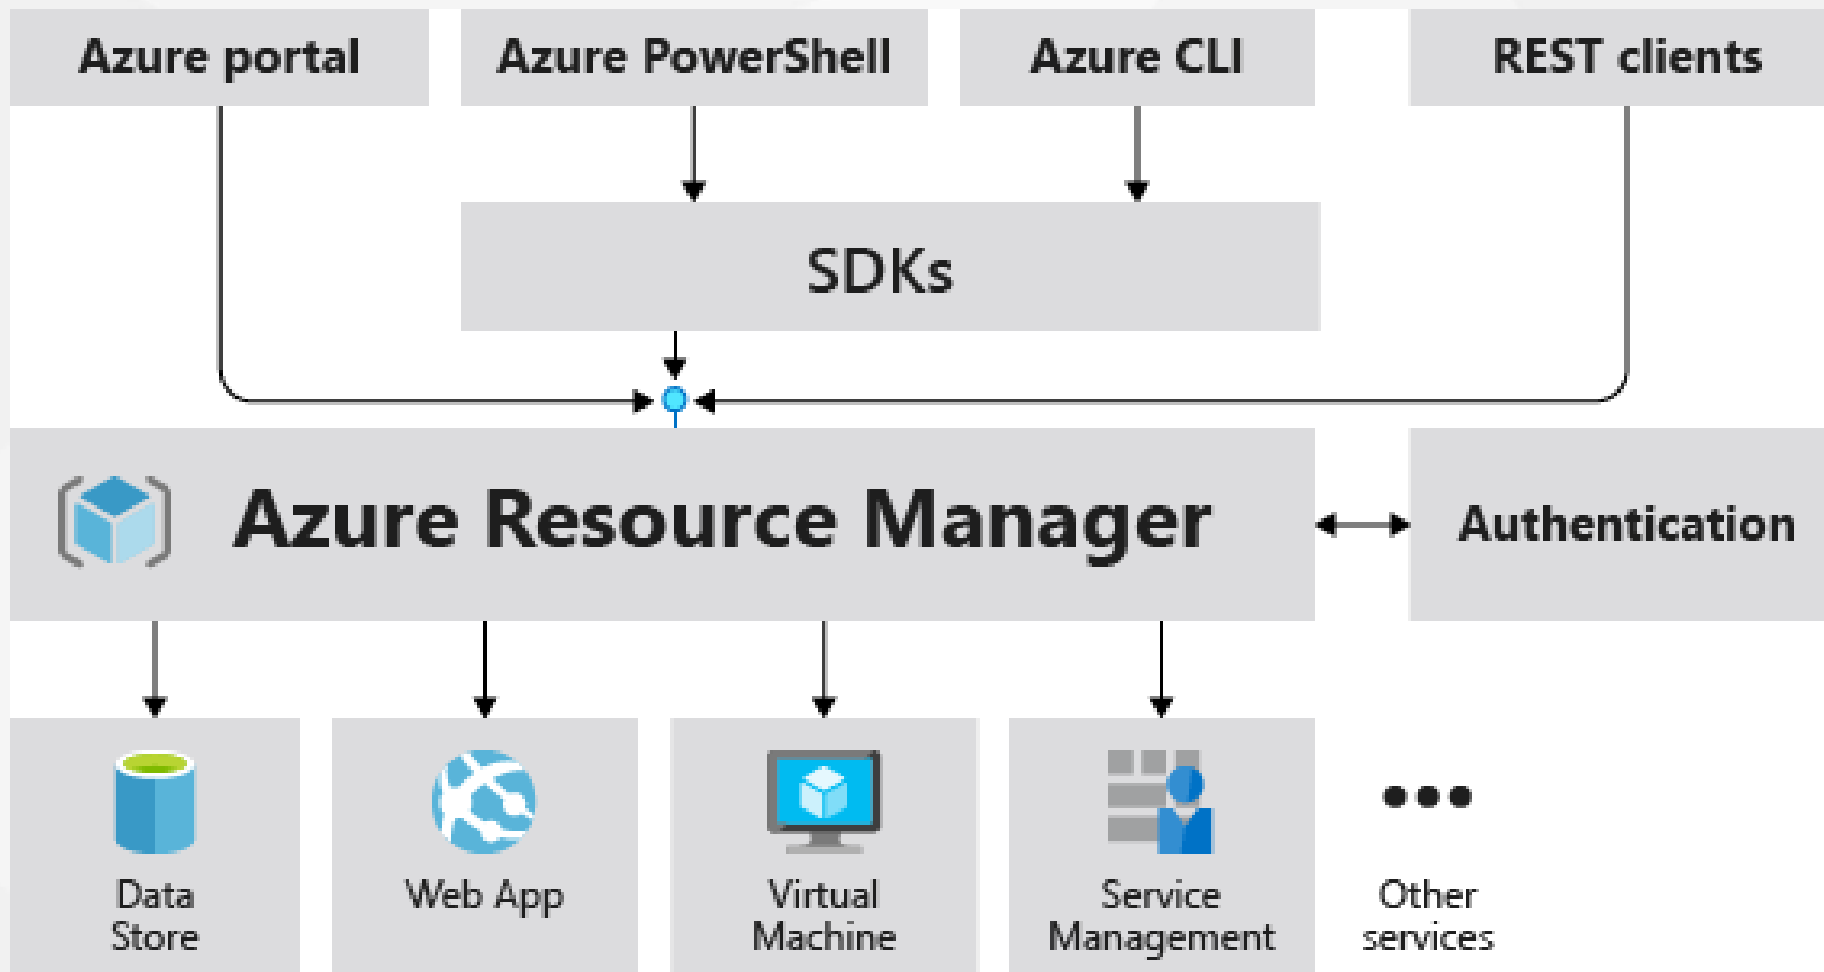 Azure portal
Azure PowerShell
Azure CLI
REST clients
SDKs
Azure Resource Manager
Authentication
Data
Store
Web App
Virtual
Machine
Service
Management
Other
services